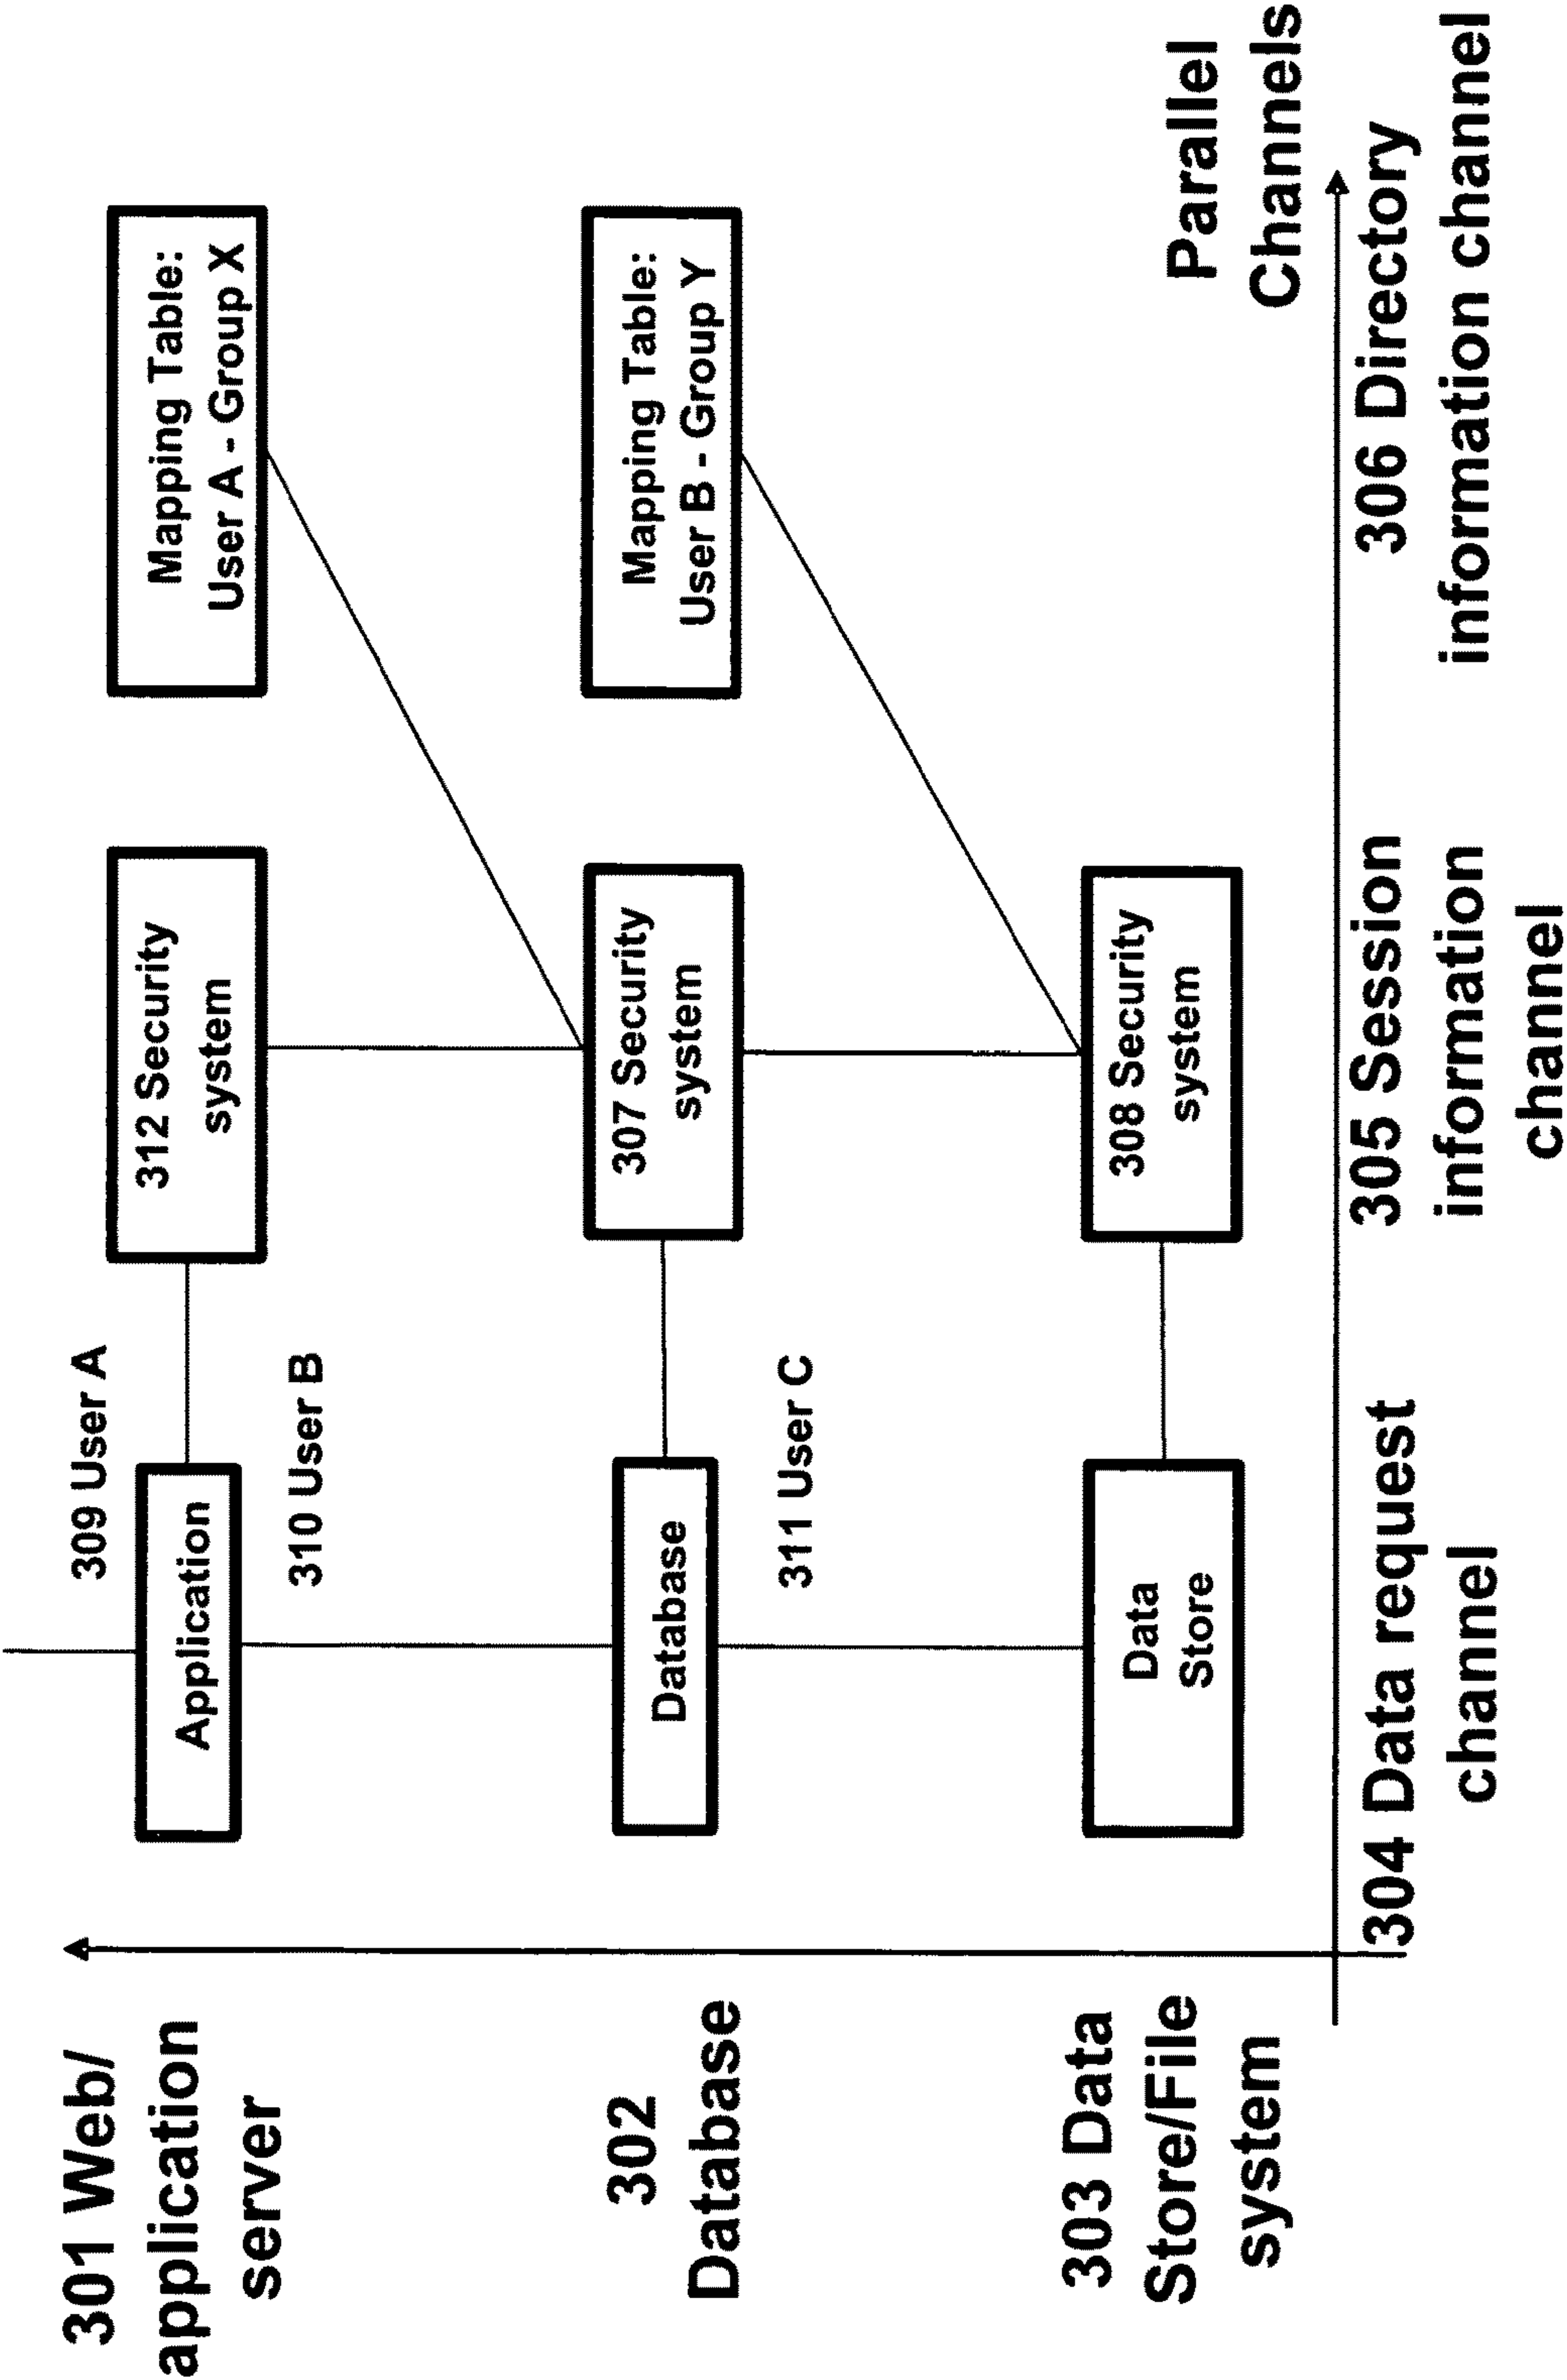 301 Web/
application
server
309 User A
Application
310 User B
312 Security
system
Mapping Table:
User A - Group X
302
Database
Database
311 User C
307 Security
system
Mapping Table:
User B - Group Y
303 Data
Store/File
system
Data
Store
308 Security
system
Parallel
Channels
304 Data request
channel
305 Session
information
channel
306 Directory
information channel